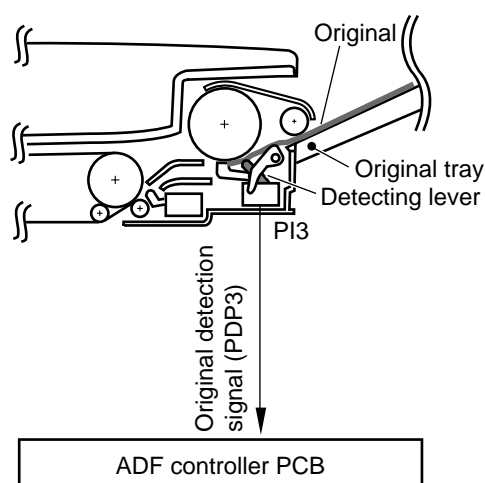 Original
Original tray
Detecting lever
PI3
Original detection
signal (PDP3)
ADF controller PCB